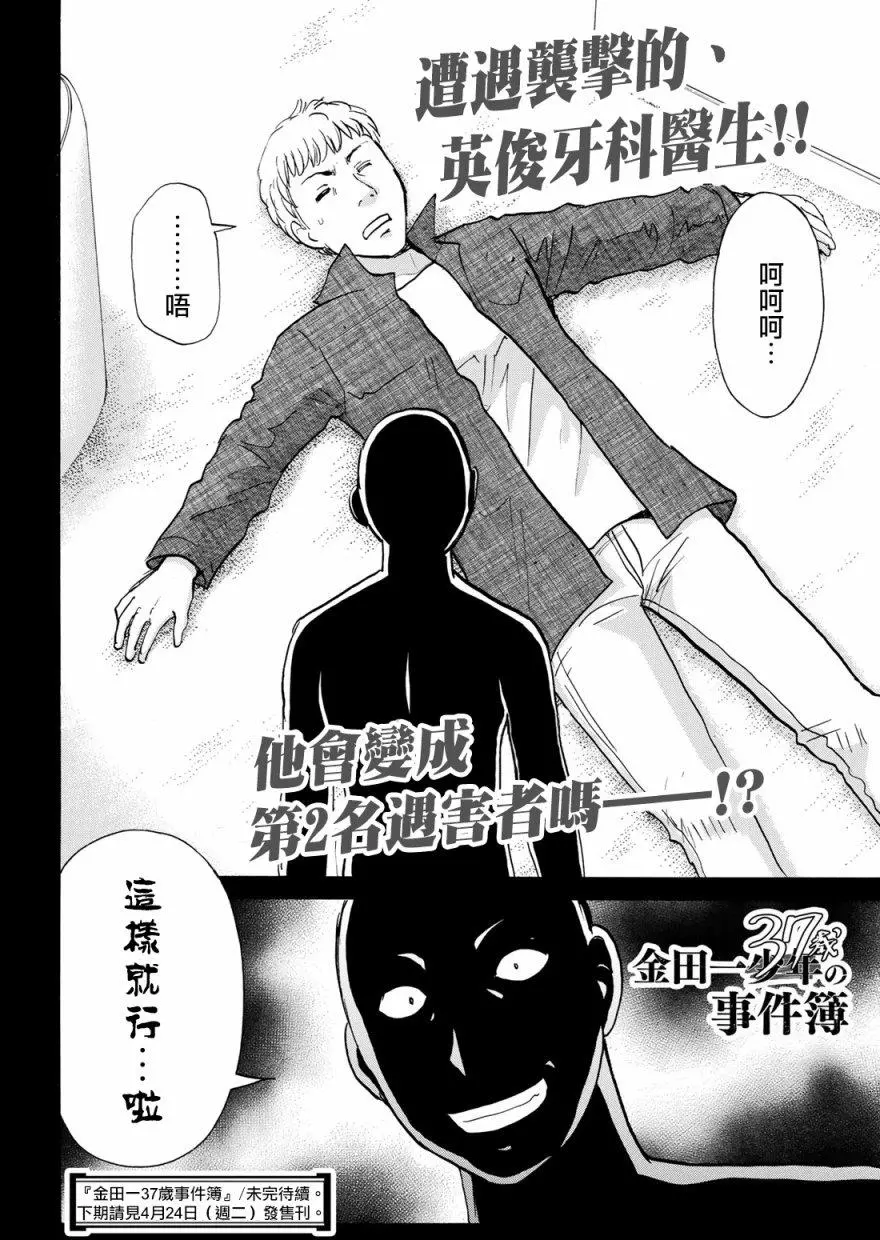 遭遇襲擊的、
英俊牙科醫生!!
呵呵呵…
………唔
他會變成
第2名遇害者嗎——!?
這樣就行…啦
37歲
金田一少年の
事件簿
『金田一37歲事件簿』/未完待續。
下期請見4月24日（週二）發售刊。